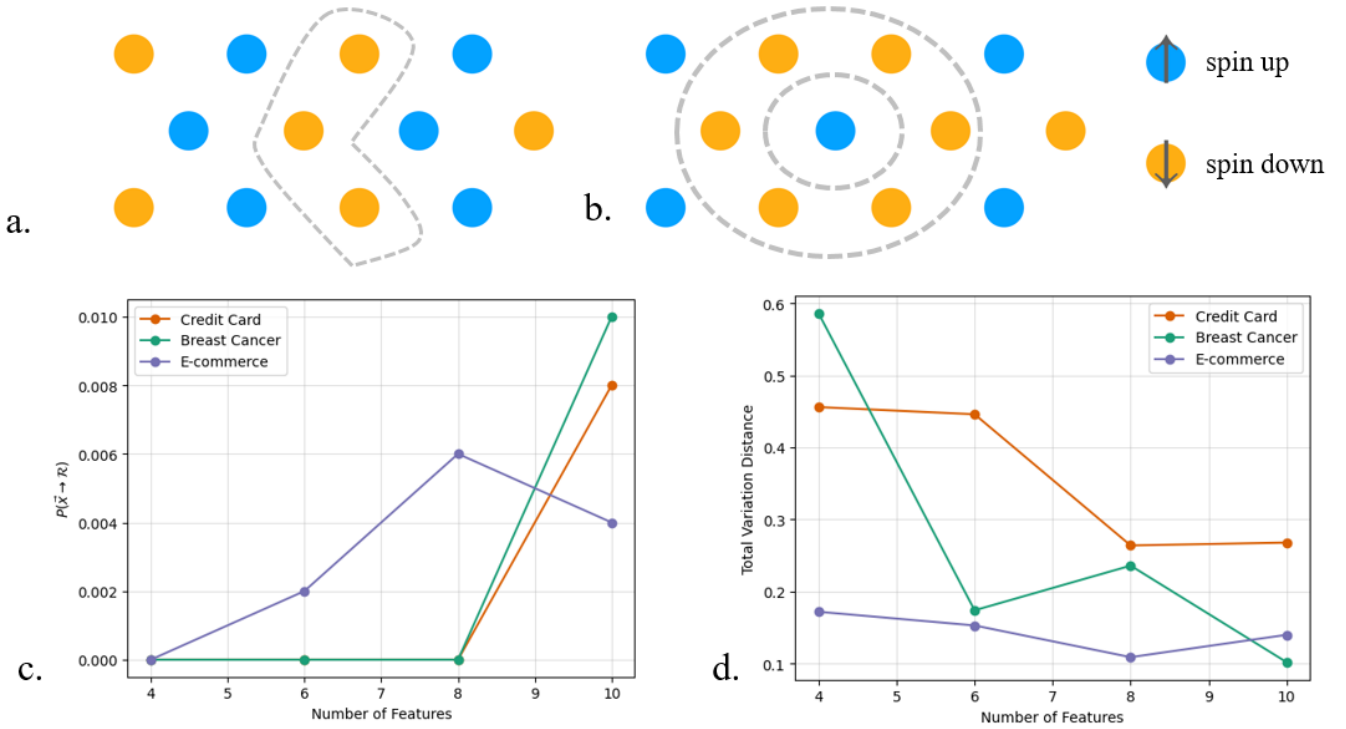 spin up
spin down
a.
b.
Credit Card
Breast Cancer
E-commerce
0.010
0.008
0.006
0.004
0.002
0.000
P(x⃗ → ℛ)
4 5 6 7 8 9 10
Number of Features
c.
Credit Card
Breast Cancer
E-commerce
0.6
0.5
0.4
0.3
0.2
0.1
Total Variation Distance
4 5 6 7 8 9 10
Number of Features
d.